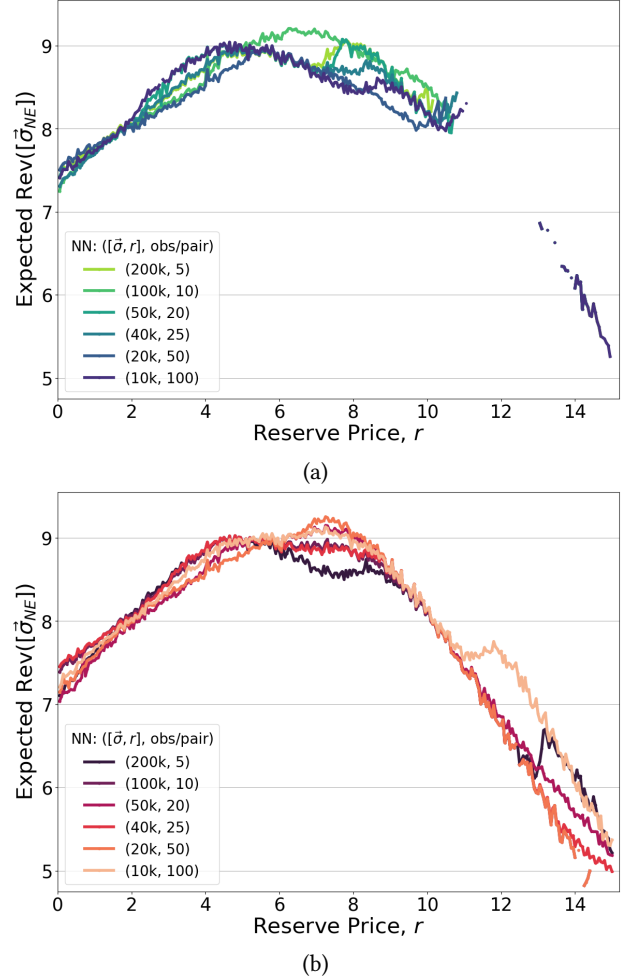 9
8
7
6
5
Expected Rev([σ⃗_NE])
NN: ([σ⃗, r], obs/pair)
(200k, 5)
(100k, 10)
(50k, 20)
(40k, 25)
(20k, 50)
(10k, 100)
0 2 4 6 8 10 12 14
Reserve Price, r
(a)
9
8
7
6
5
Expected Rev([σ⃗_NE])
NN: ([σ⃗, r], obs/pair)
(200k, 5)
(100k, 10)
(50k, 20)
(40k, 25)
(20k, 50)
(10k, 100)
0 2 4 6 8 10 12 14
Reserve Price, r
(b)